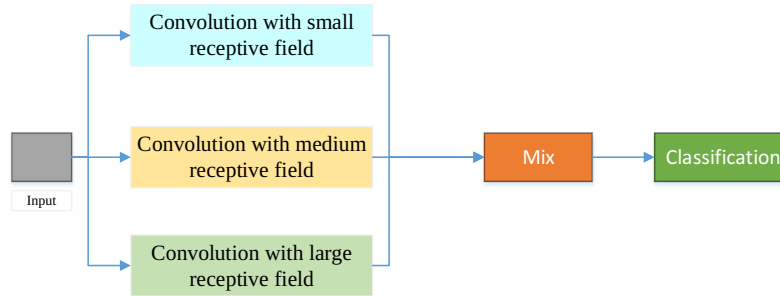 Convolution with small
receptive field
Convolution with medium
receptive field
Mix
Classification
Input
Convolution with large
receptive field